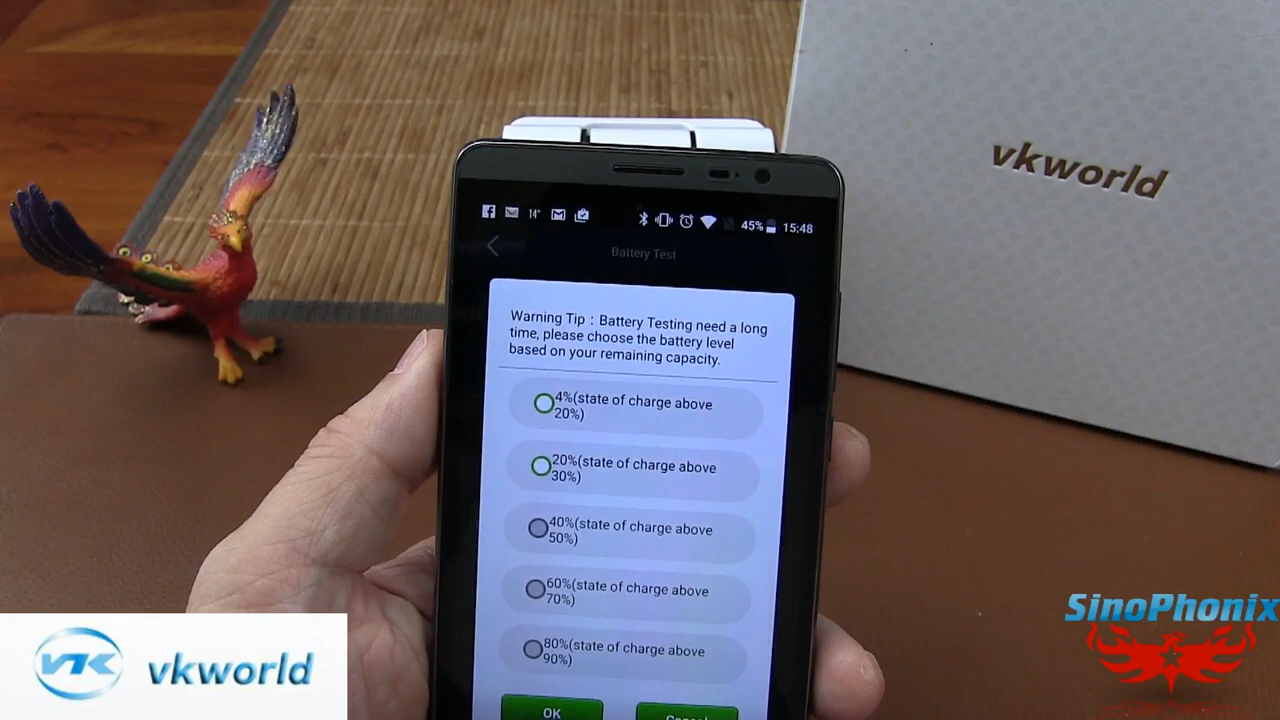 vkworld
14°
45%
15:48
Battery Test
Warning Tip : Battery Testing need a long
time, please choose the battery level
based on your remaining capacity.
4%(state of charge above
20%)
20%(state of charge above
30%)
40%(state of charge above
50%)
60%(state of charge above
70%)
80%(state of charge above
90%)
OK
Cancel
VK vkworld
SinoPhonix